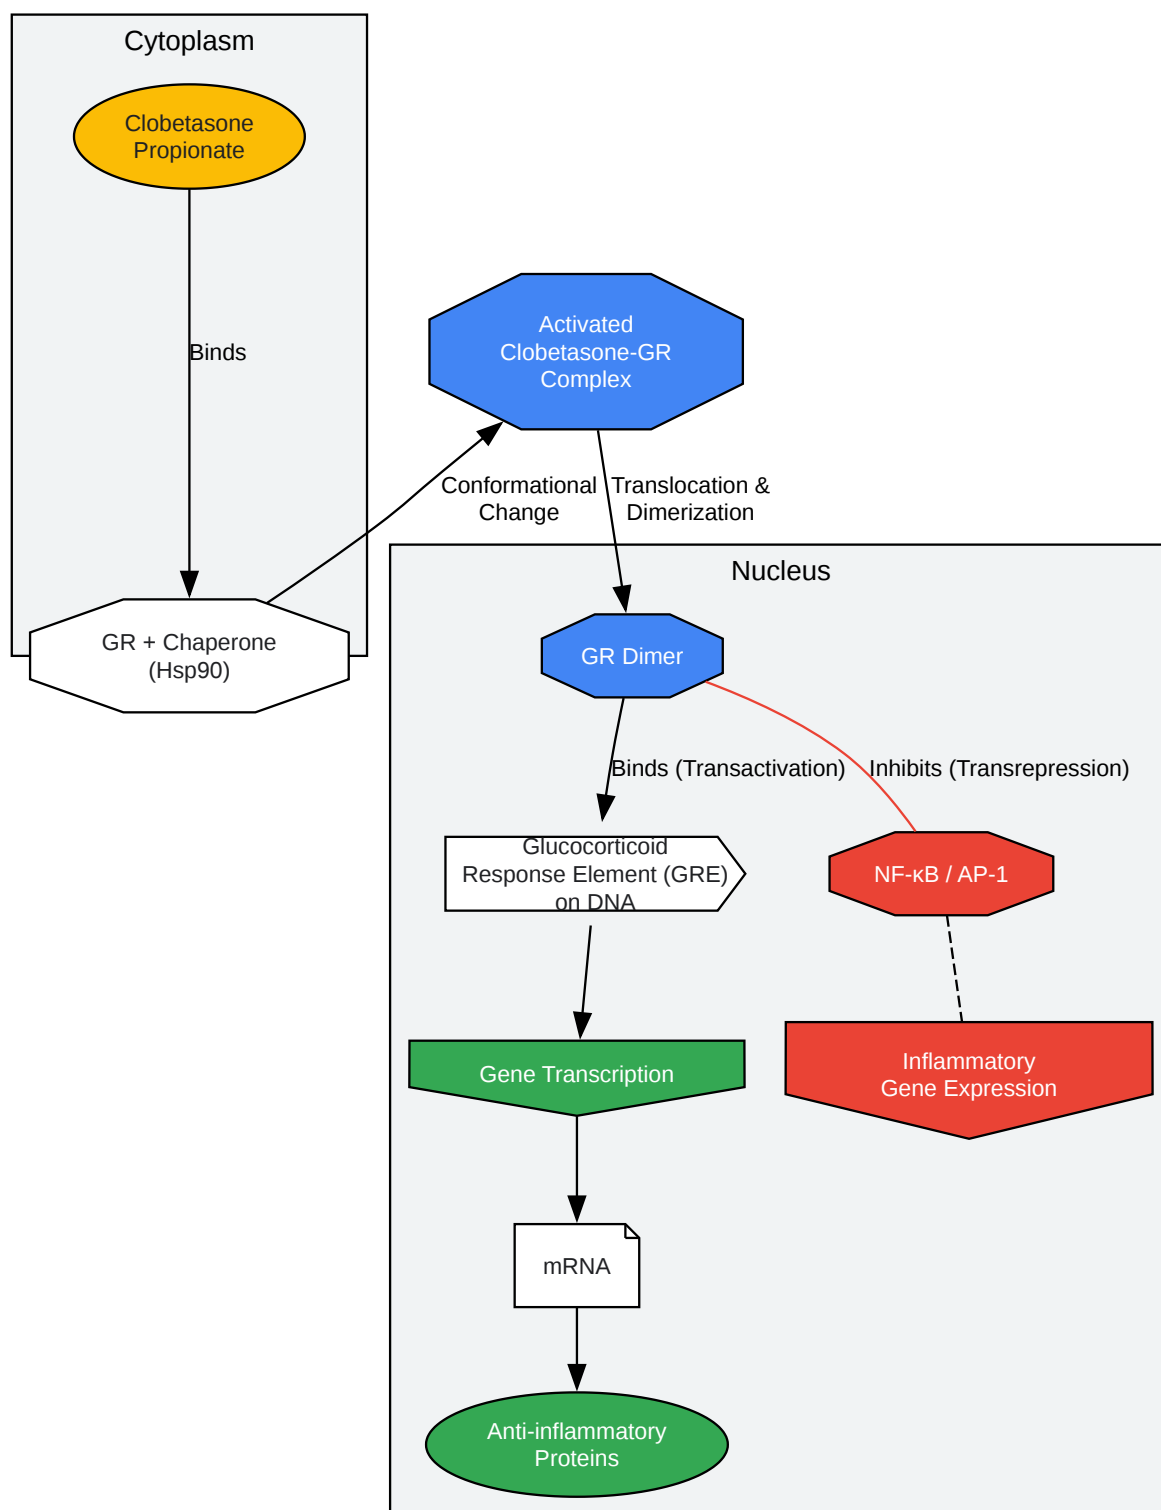 Cytoplasm
Clobetasone
Propionate
Binds
Activated
Clobetasone-GR
Complex
Conformational
Change
Translocation &
Dimerization
GR + Chaperone
(Hsp90)
Nucleus
GR Dimer
Binds (Transactivation)
Inhibits (Transrepression)
Glucocorticoid
Response Element (GRE)
on DNA
NF-κB / AP-1
Gene Transcription
Inflammatory
Gene Expression
mRNA
Anti-inflammatory
Proteins